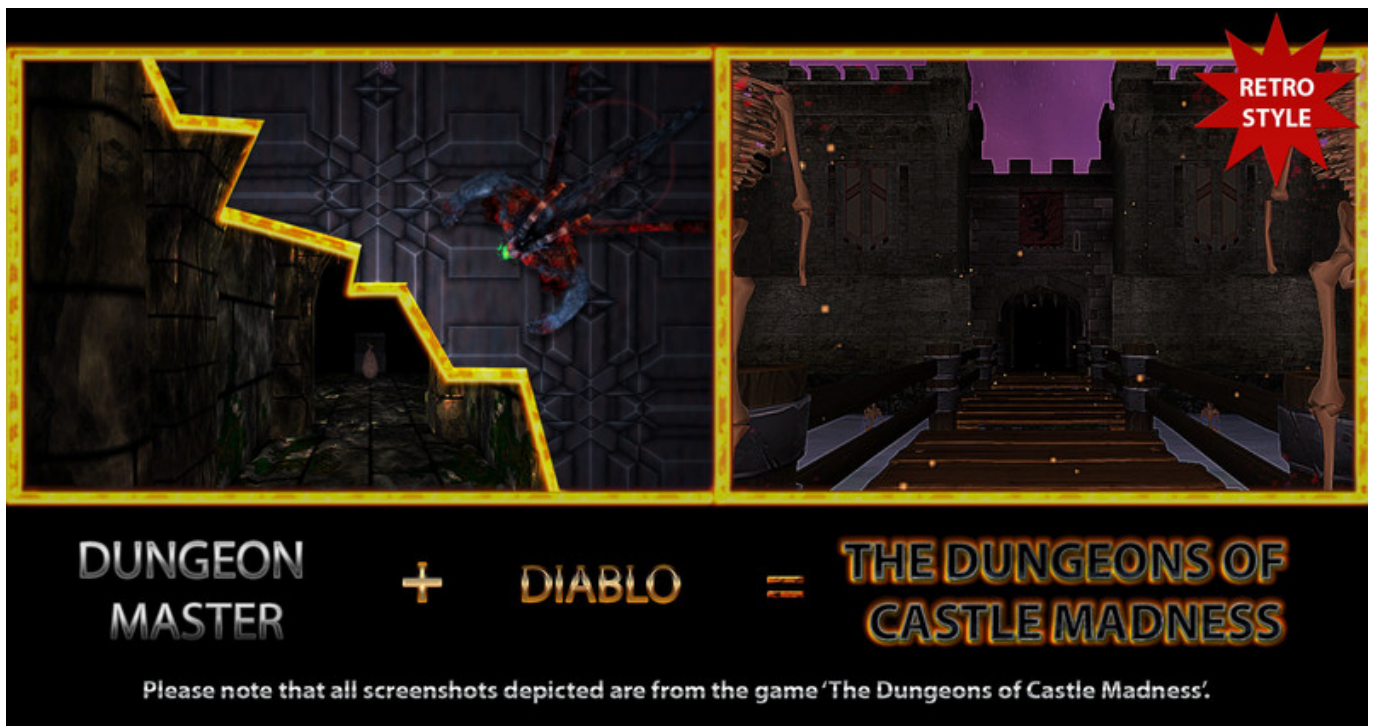 RETRO
STYLE
DUNGEON
MASTER
+
DIABLO
=
THE DUNGEONS OF
CASTLE MADNESS
Please note that all screenshots depicted are from the game ‘The Dungeons of Castle Madness’.